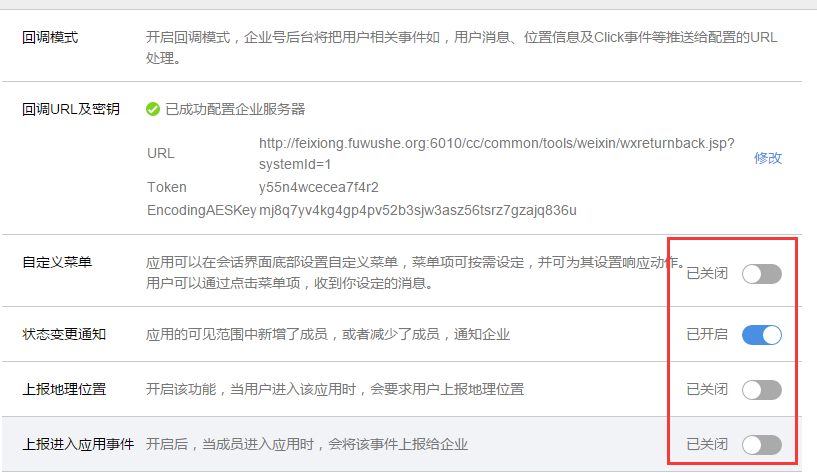 回调模式
开启回调模式，企业号后台将把用户相关事件如，用户消息、位置信息及Click事件等推送给配置的URL
处理。
回调URL及密钥
已成功配置企业服务器
URL
http://feixiong.fuwushe.org:6010/cc/common/tools/weixin/wxreturnback.jsp?
systemId=1
修改
Token
y55n4wcecea7f4r2
EncodingAESKey
mj8q7yv4kg4gp4pv52b3sjw3asz56tsrz7gzajq836u
自定义菜单
应用可以在会话界面底部设置自定义菜单，菜单项可按需设定，并可为其设置响应动作。
用户可以通过点击菜单项，收到你设定的消息。
已关闭
状态变更通知
应用的可见范围中新增了成员，或者减少了成员，通知企业
已开启
上报地理位置
开启该功能，当用户进入该应用时，会要求用户上报地理位置
已关闭
上报进入应用事件
开启后，当成员进入应用时，会将该事件上报给企业
已关闭